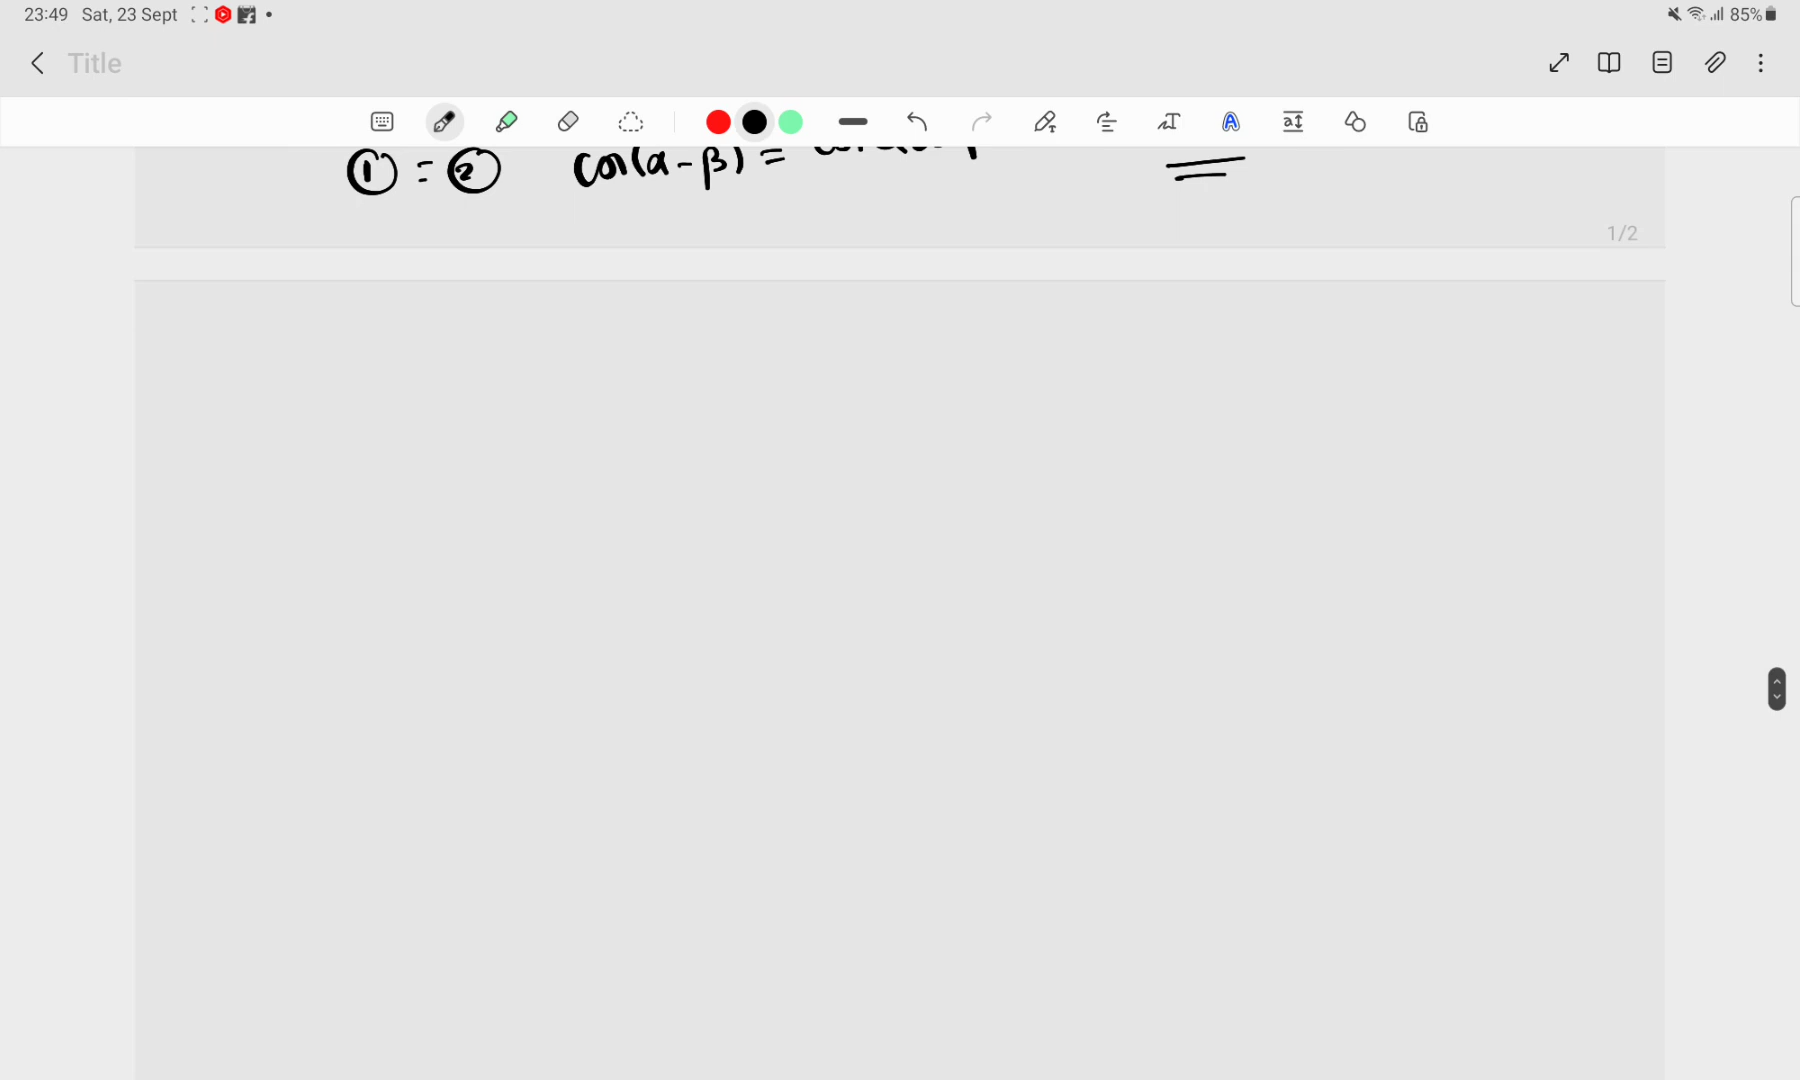 23:49 Sat, 23 Sept 85%
Title
① = ② cos(α - β) =
1/2